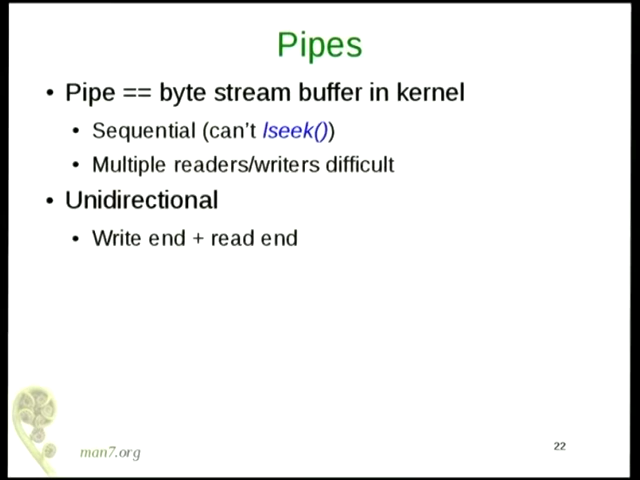 Pipes
• Pipe == byte stream buffer in kernel
• Sequential (can't lseek())
• Multiple readers/writers difficult
• Unidirectional
• Write end + read end
man7.org
22